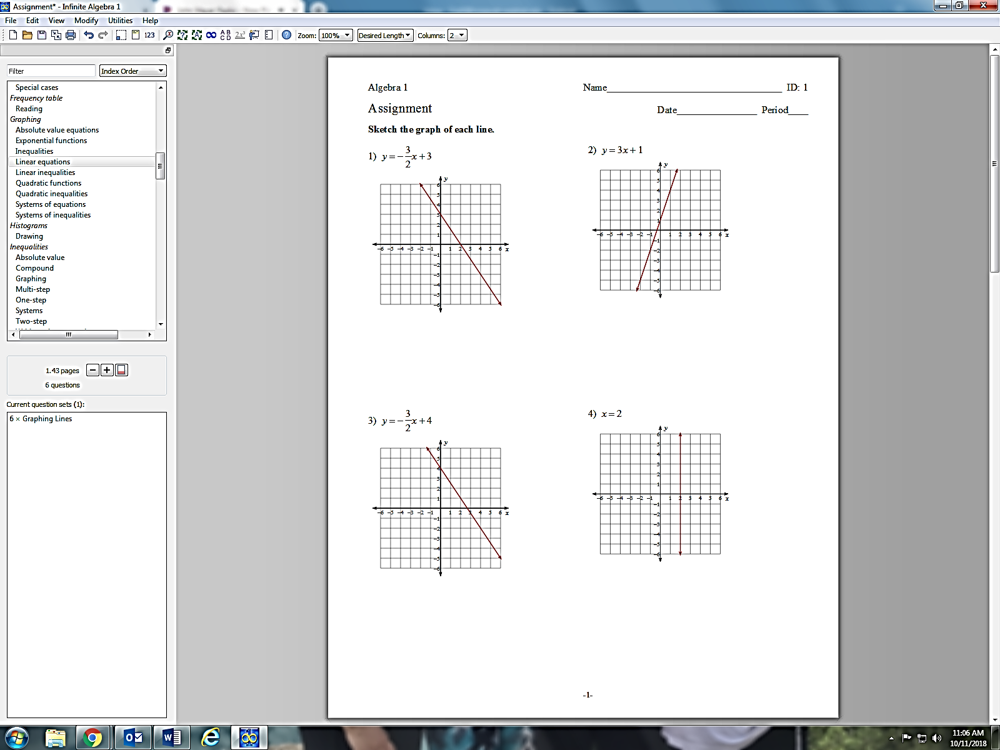 Assignment* - Infinite Algebra 1
File Edit View Modify Utilities Help
123 A B C D 2x³ Zoom: 100% Desired Length Columns: 2
Filter Index Order
Special cases
Frequency table
Reading
Graphing
Absolute value equations
Exponential functions
Inequalities
Linear equations
Linear inequalities
Quadratic functions
Quadratic inequalities
Systems of equations
Systems of inequalities
Histograms
Drawing
Inequalities
Absolute value
Compound
Graphing
Multi-step
One-step
Systems
Two-step
1.43 pages
6 questions
Current question sets (1):
6 × Graphing Lines
Algebra 1 Name___________________________________ ID: 1
Assignment Date________________ Period____
Sketch the graph of each line.
1) y = −3/2x + 3
y
6
5
4
3
2
1
−6 −5 −4 −3 −2 −1 1 2 3 4 5 6 x
−1
−2
−3
−4
−5
−6
2) y = 3x + 1
y
6
5
4
3
2
1
−6 −5 −4 −3 −2 −1 1 2 3 4 5 6 x
−1
−2
−3
−4
−5
−6
3) y = −3/2x + 4
y
6
5
4
3
2
1
−6 −5 −4 −3 −2 −1 1 2 3 4 5 6 x
−1
−2
−3
−4
−5
−6
4) x = 2
y
6
5
4
3
2
1
−6 −5 −4 −3 −2 −1 1 2 3 4 5 6 x
−1
−2
−3
−4
−5
−6
-1-
11:06 AM
10/11/2018